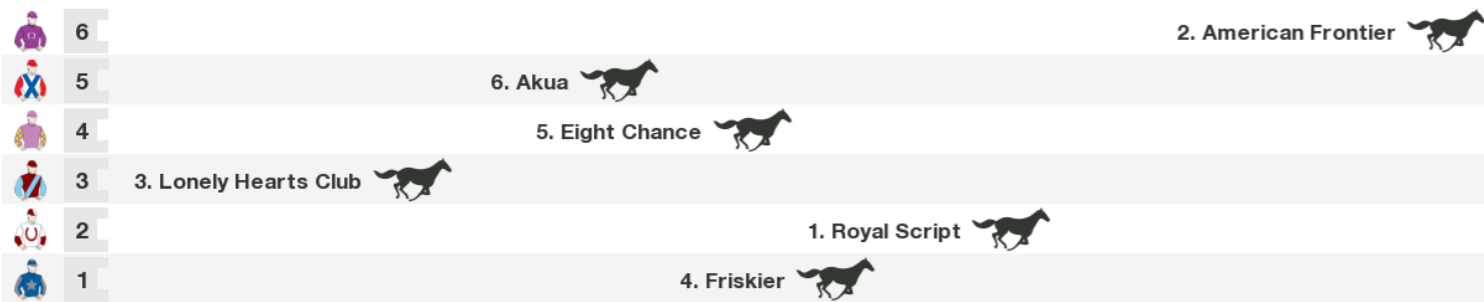 6 2. American Frontier
5 6. Akua
4 5. Eight Chance
3 3. Lonely Hearts Club
2 1. Royal Script
1 4. Friskier